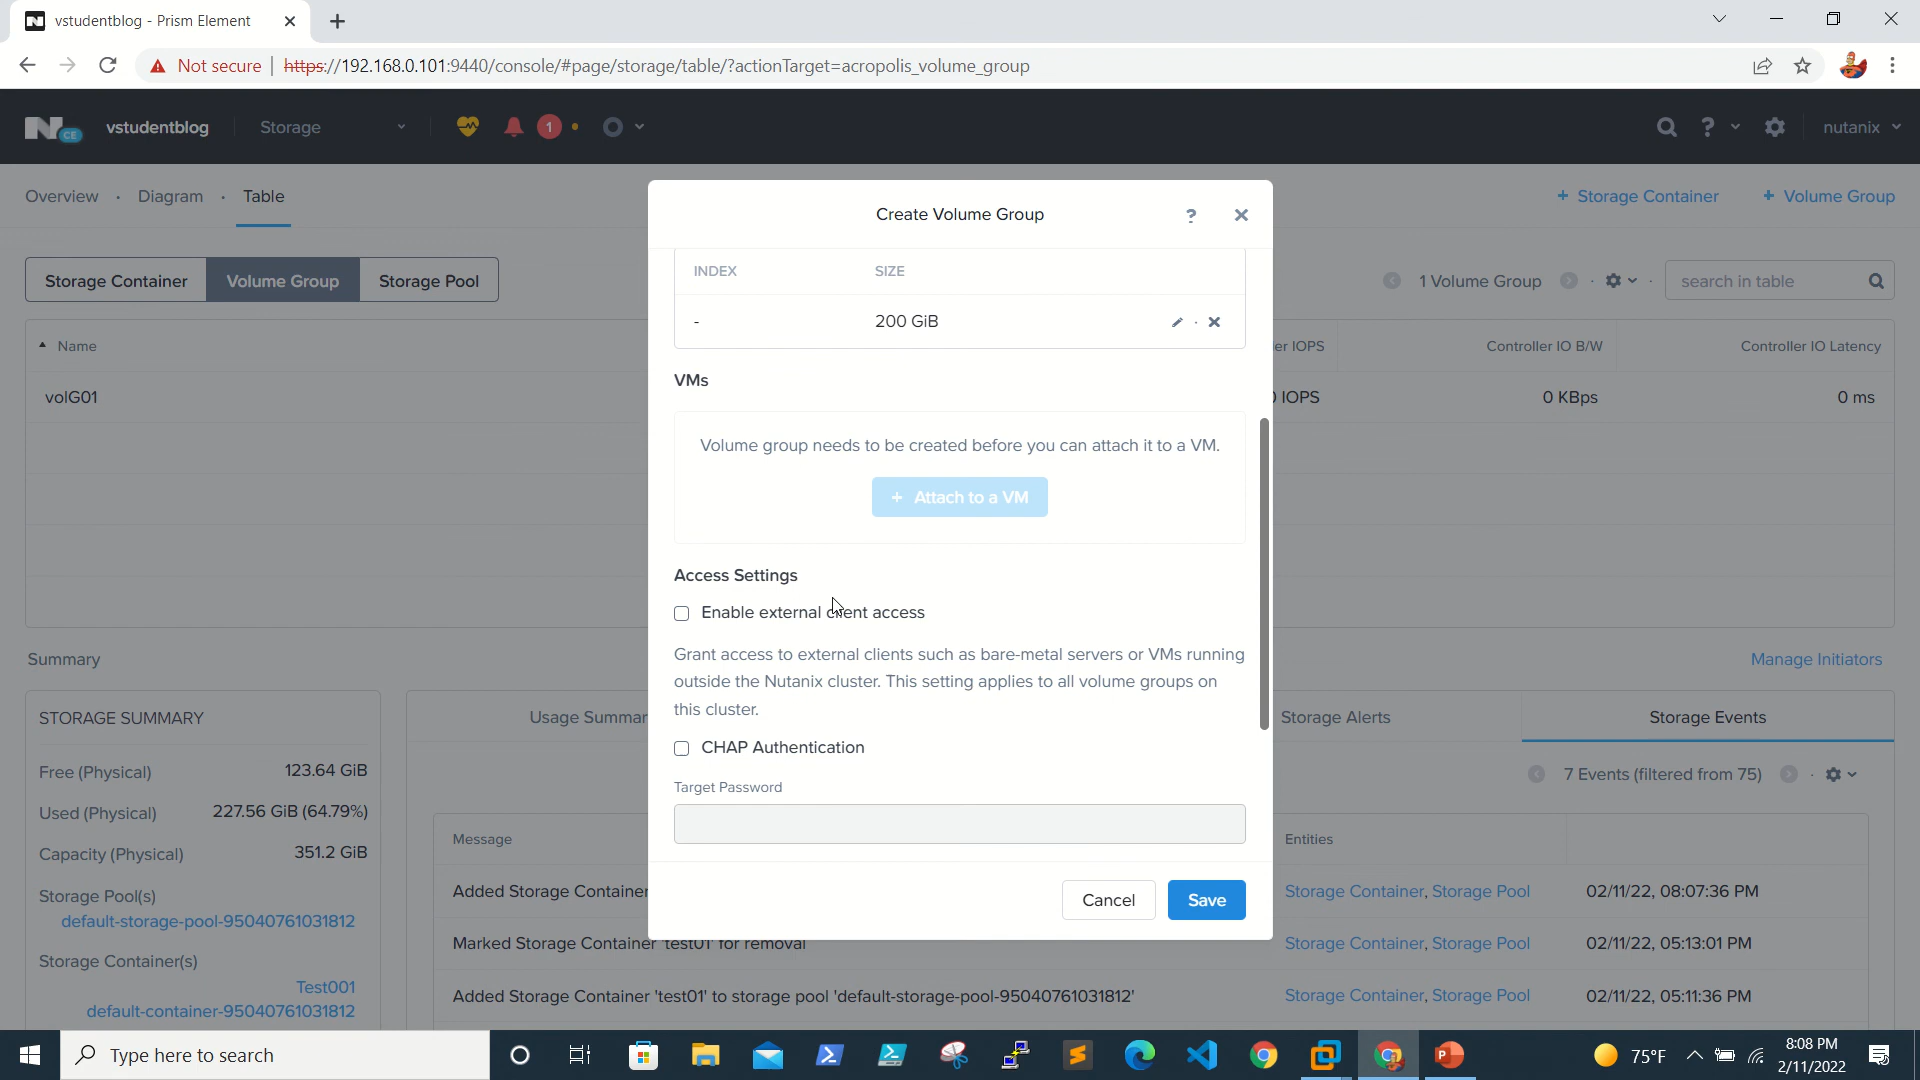 vstudentblog - Prism Element
Not secure | https://192.168.0.101:9440/console/#page/storage/table/?actionTarget=acropolis_volume_group
N CE vstudentblog Storage 1 ? nutanix
Overview · Diagram · Table
+ Storage Container + Volume Group
Create Volume Group ?
Storage Container Volume Group Storage Pool
1 Volume Group · · search in table
Name
er IOPS Controller IO B/W Controller IO Latency
volG01
IOPS 0 KBps 0 ms
INDEX SIZE
- 200 GiB ·
VMs
Volume group needs to be created before you can attach it to a VM.
+ Attach to a VM
Access Settings
Enable external client access
Grant access to external clients such as bare-metal servers or VMs running
outside the Nutanix cluster. This setting applies to all volume groups on
this cluster.
CHAP Authentication
Target Password
Cancel Save
Summary
Manage Initiators
STORAGE SUMMARY
Free (Physical) 123.64 GiB
Used (Physical) 227.56 GiB (64.79%)
Capacity (Physical) 351.2 GiB
Storage Pool(s)
default-storage-pool-95040761031812
Storage Container(s)
Test001
default-container-95040761031812
Usage Summar Storage Alerts Storage Events
7 Events (filtered from 75) ·
Message Entities
Added Storage Container Storage Container, Storage Pool 02/11/22, 08:07:36 PM
Marked Storage Container 'test01' for removal Storage Container, Storage Pool 02/11/22, 05:13:01 PM
Added Storage Container 'test01' to storage pool 'default-storage-pool-95040761031812' Storage Container, Storage Pool 02/11/22, 05:11:36 PM
Type here to search
75°F
8:08 PM
2/11/2022